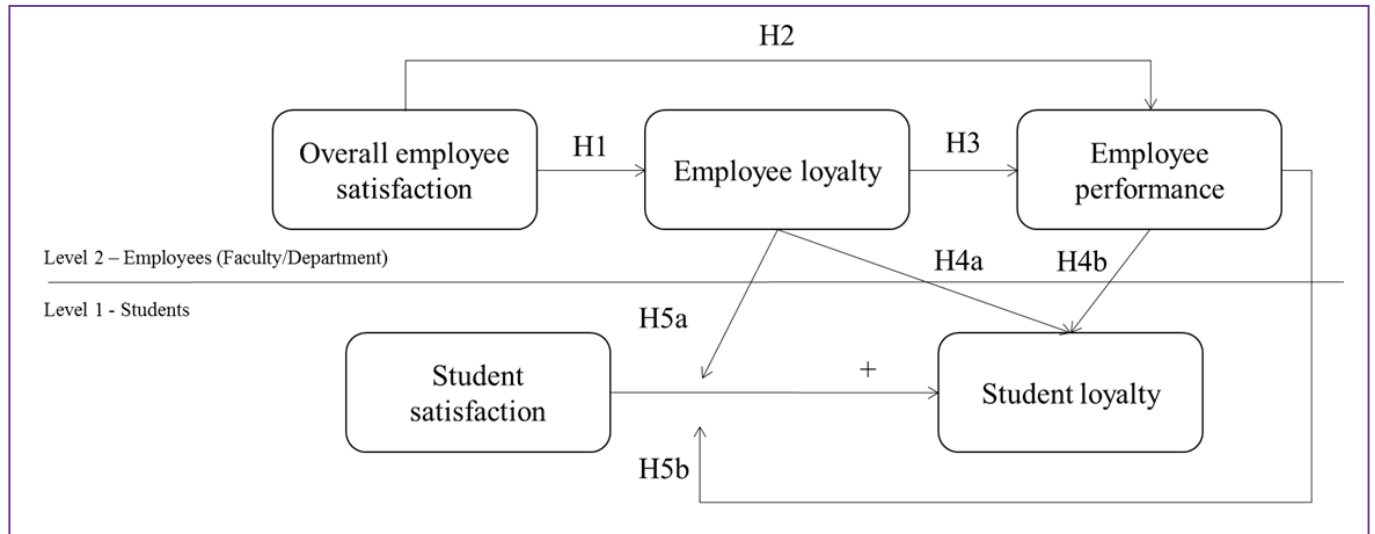 H2
Overall employee
satisfaction
H1
Employee loyalty
H3
Employee
performance
Level 2 – Employees (Faculty/Department)
H4a
H4b
Level 1 - Students
H5a
Student
satisfaction
+
Student loyalty
H5b